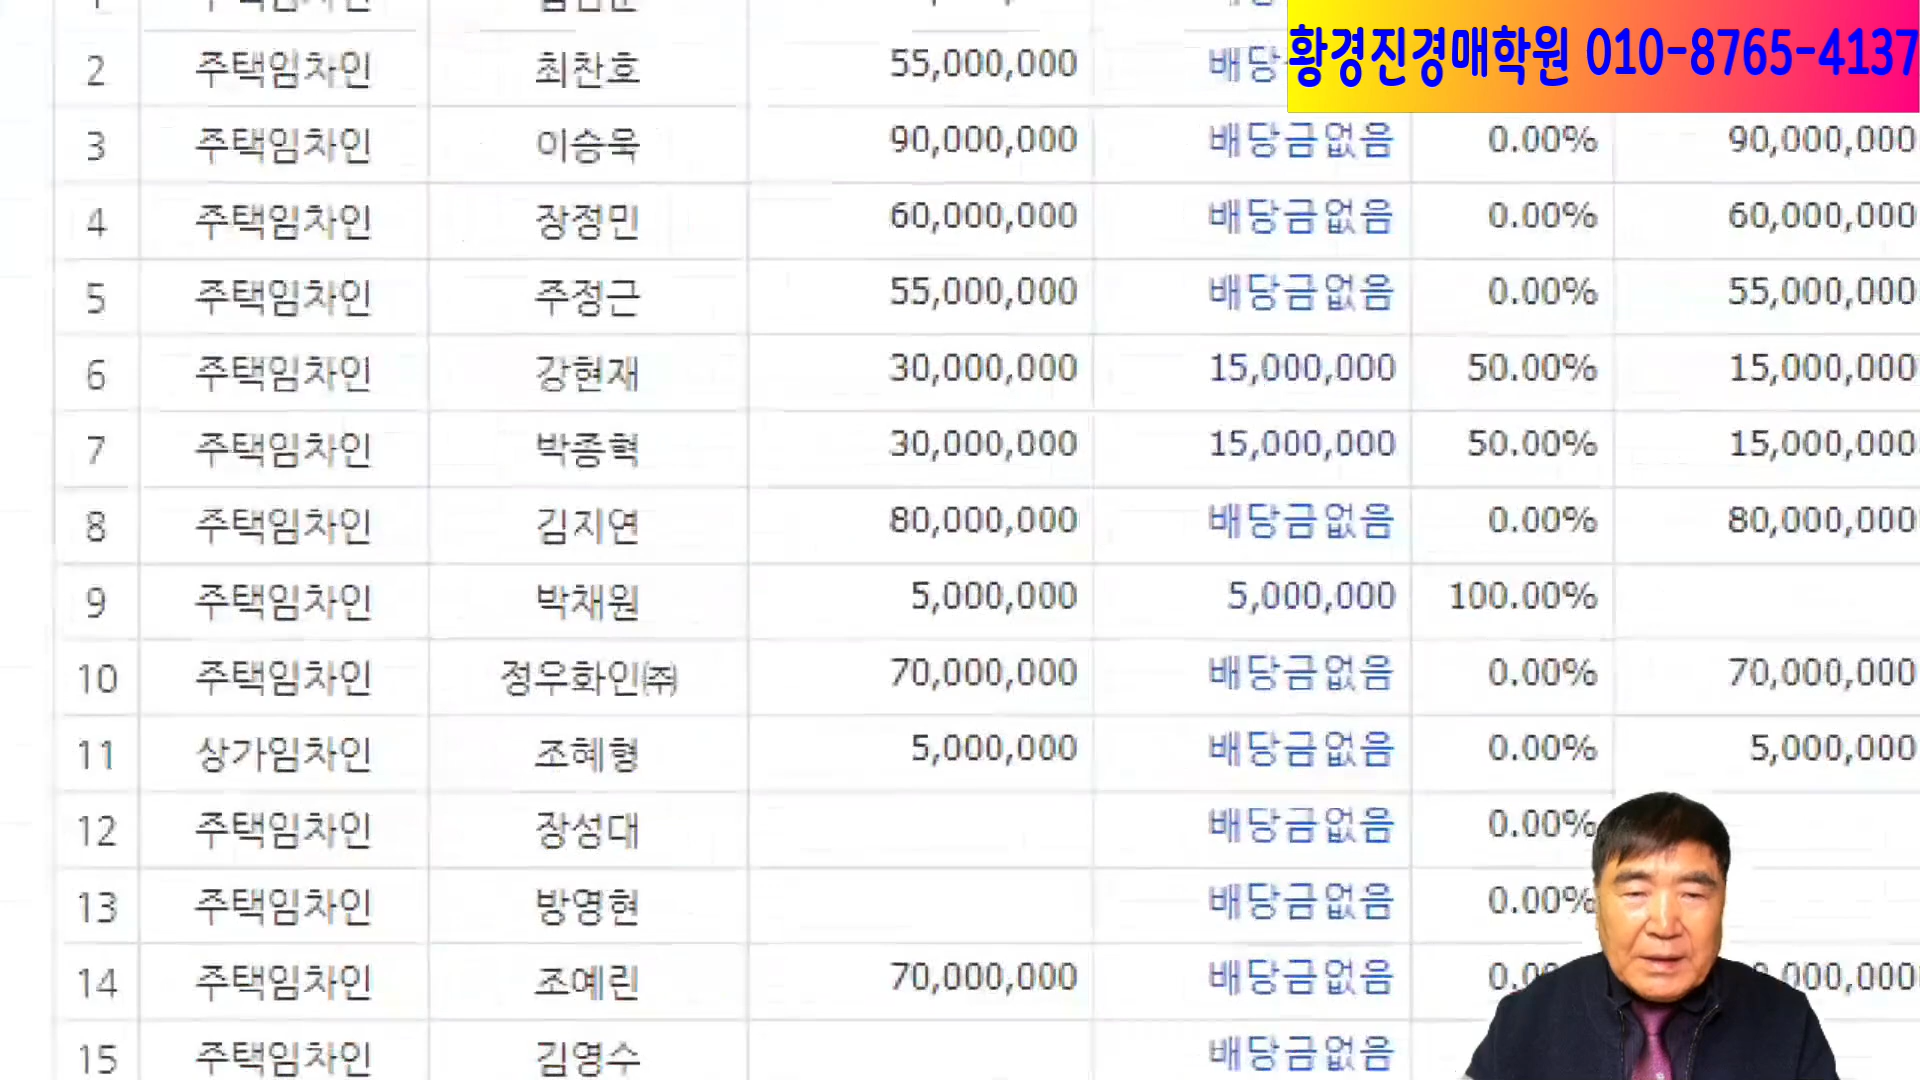 황경진경매학원 010-8765-4137
2 주택임차인 최찬호 55,000,000 배당
3 주택임차인 이승욱 90,000,000 배당금없음 0.00% 90,000,000
4 주택임차인 장정민 60,000,000 배당금없음 0.00% 60,000,000
5 주택임차인 주정근 55,000,000 배당금없음 0.00% 55,000,000
6 주택임차인 강현재 30,000,000 15,000,000 50.00% 15,000,000
7 주택임차인 박종혁 30,000,000 15,000,000 50.00% 15,000,000
8 주택임차인 김지연 80,000,000 배당금없음 0.00% 80,000,000
9 주택임차인 박채원 5,000,000 5,000,000 100.00%
10 주택임차인 정우화인㈜ 70,000,000 배당금없음 0.00% 70,000,000
11 상가임차인 조혜형 5,000,000 배당금없음 0.00% 5,000,000
12 주택임차인 장성대 배당금없음 0.00%
13 주택임차인 방영현 배당금없음 0.00%
14 주택임차인 조예린 70,000,000 배당금없음
15 주택임차인 김영수 배당금없음